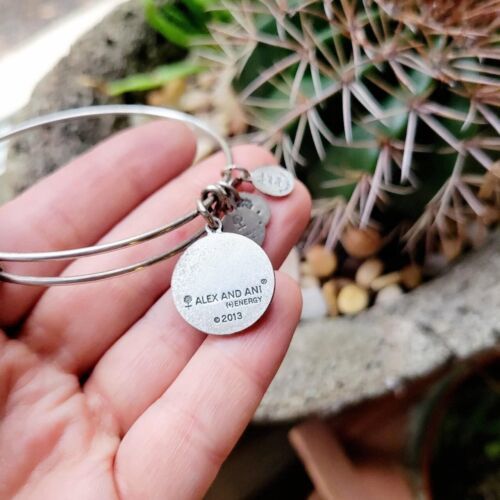 ALEX AND ANI®
(+) ENERGY
©2013